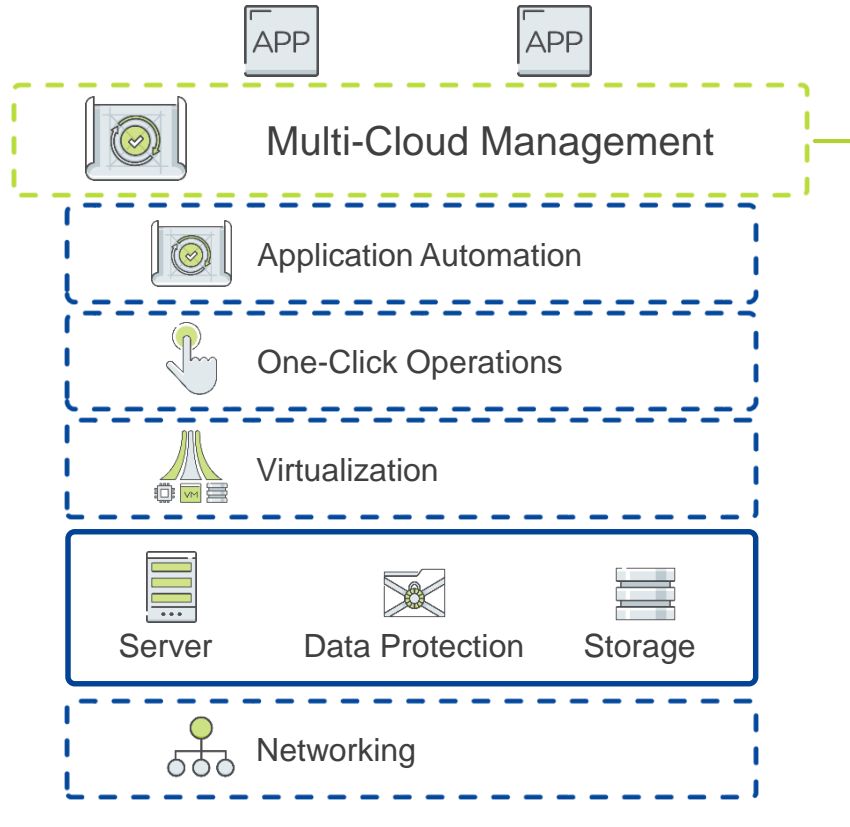 APP APP
Multi-Cloud Management
Application Automation
One-Click Operations
Virtualization
VM
Server Data Protection Storage
Networking